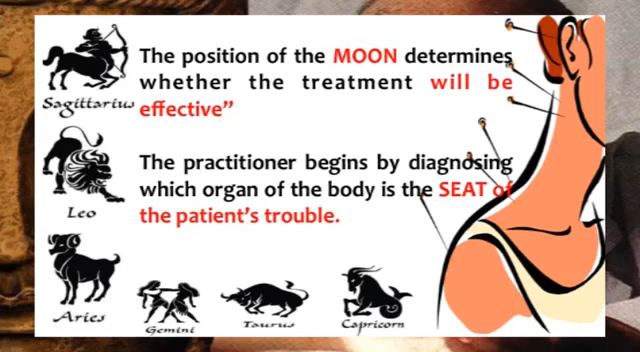 The position of the MOON determines
whether the treatment will be
effective”
Sagittarius
The practitioner begins by diagnosing
which organ of the body is the SEAT of
the patient’s trouble.
Leo
Aries
Gemini
Taurus
Capricorn